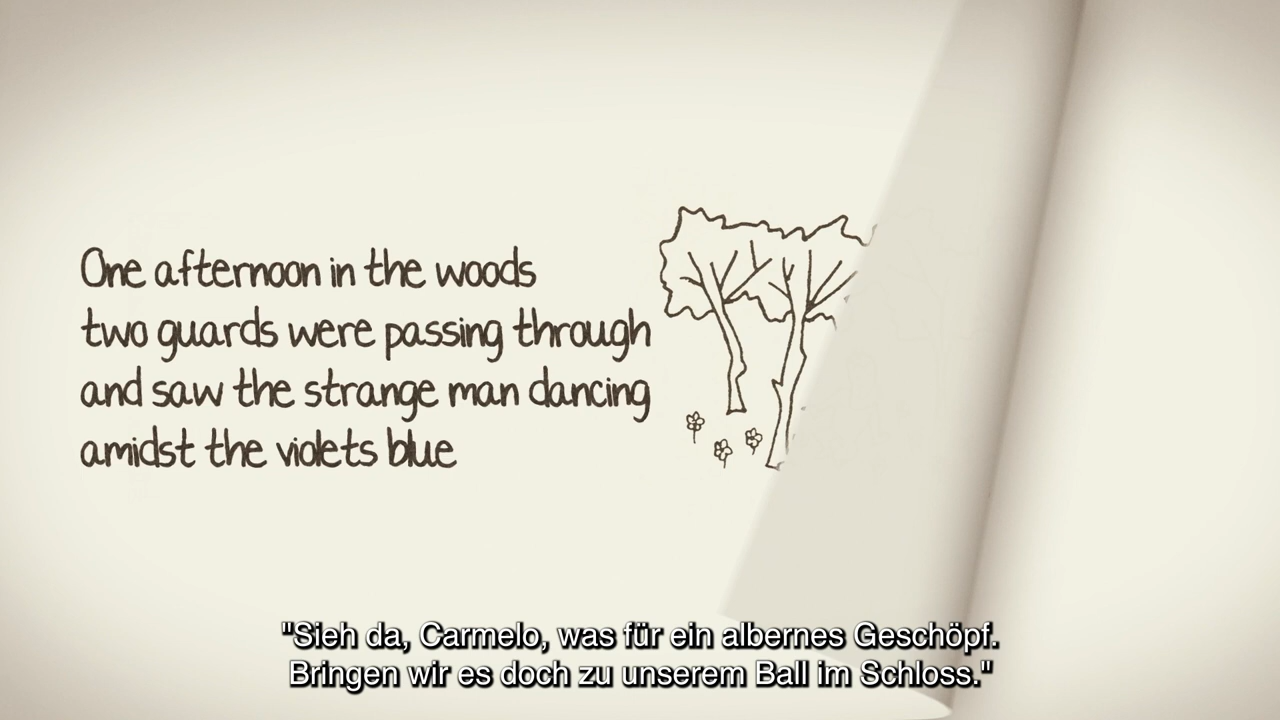 One afternoon in the woods
two guards were passing through
and saw the strange man dancing
amidst the violets blue
"Sieh da, Carmelo, was für ein albernes Geschöpf.
Bringen wir es doch zu unserem Ball im Schloss."